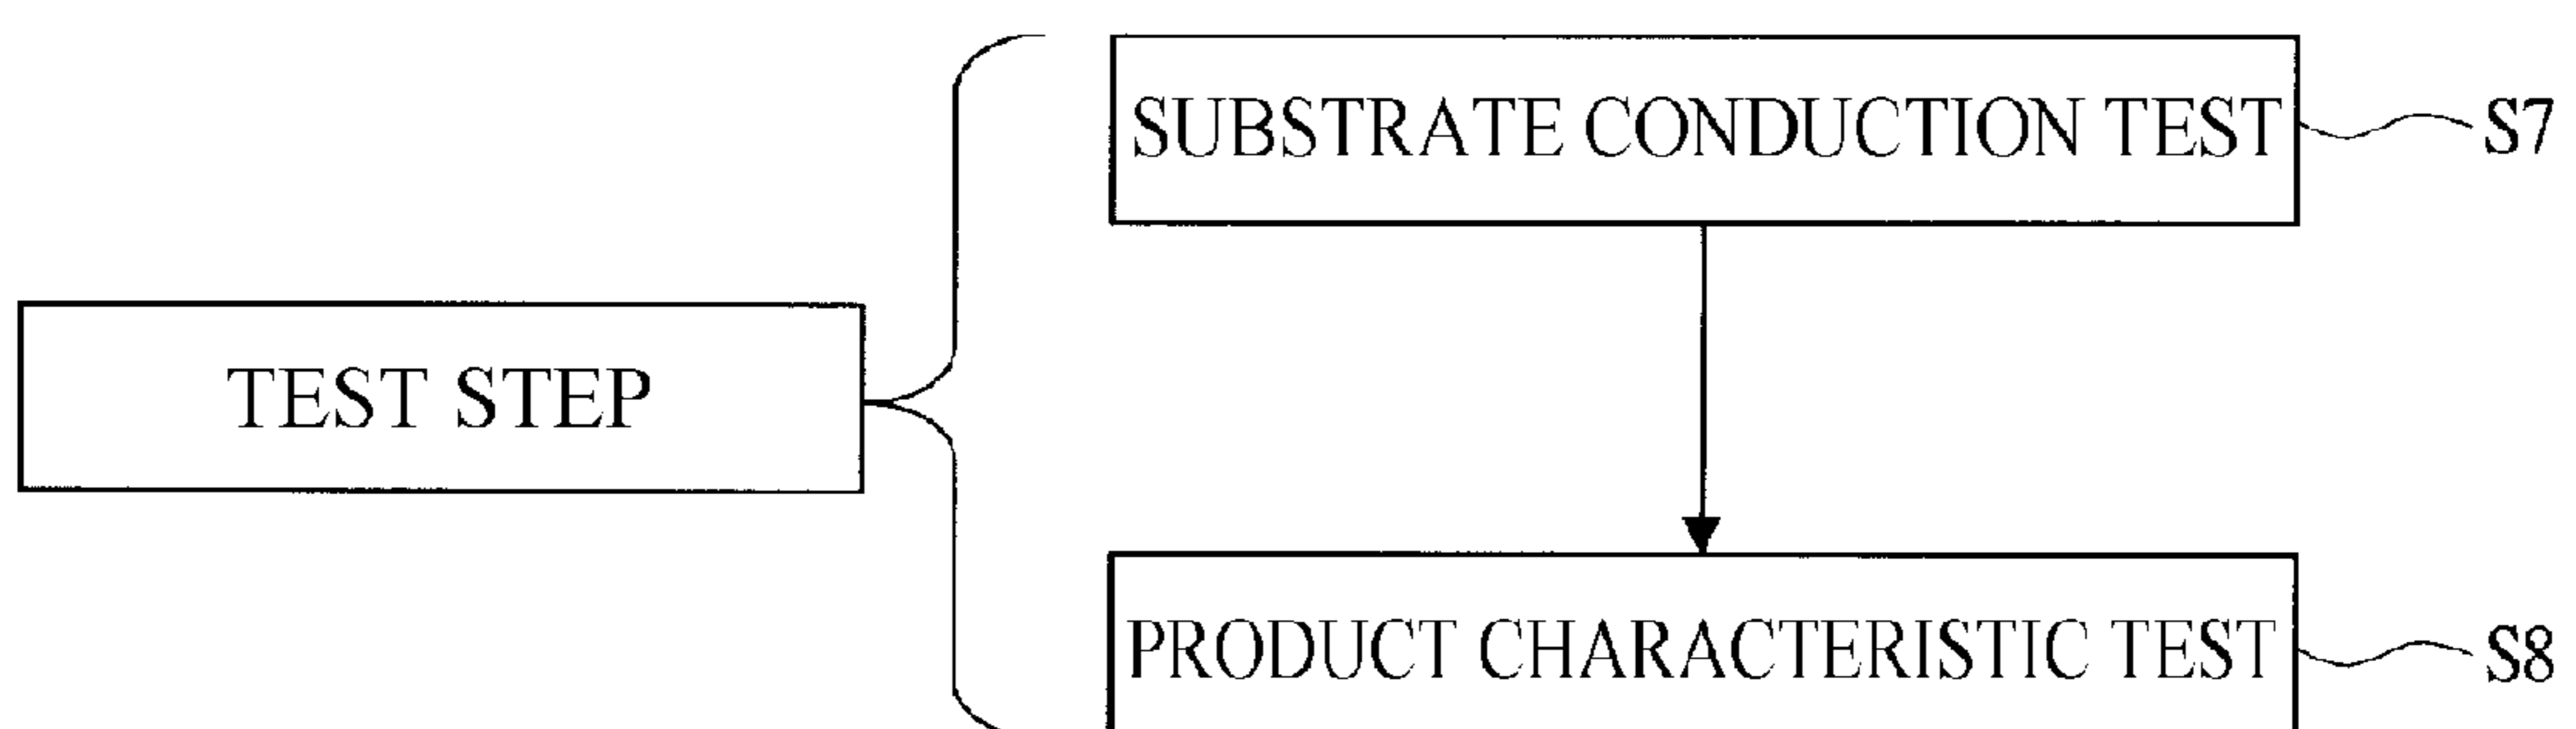 SUBSTRATE CONDUCTION TEST
S7
TEST STEP
PRODUCT CHARACTERISTIC TEST
S8